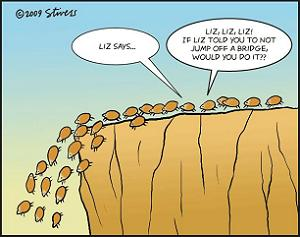 ©2009 Stivers
LIZ SAYS...
LIZ, LIZ, LIZ!
IF LIZ TOLD YOU TO NOT
JUMP OFF A BRIDGE,
WOULD YOU DO IT??